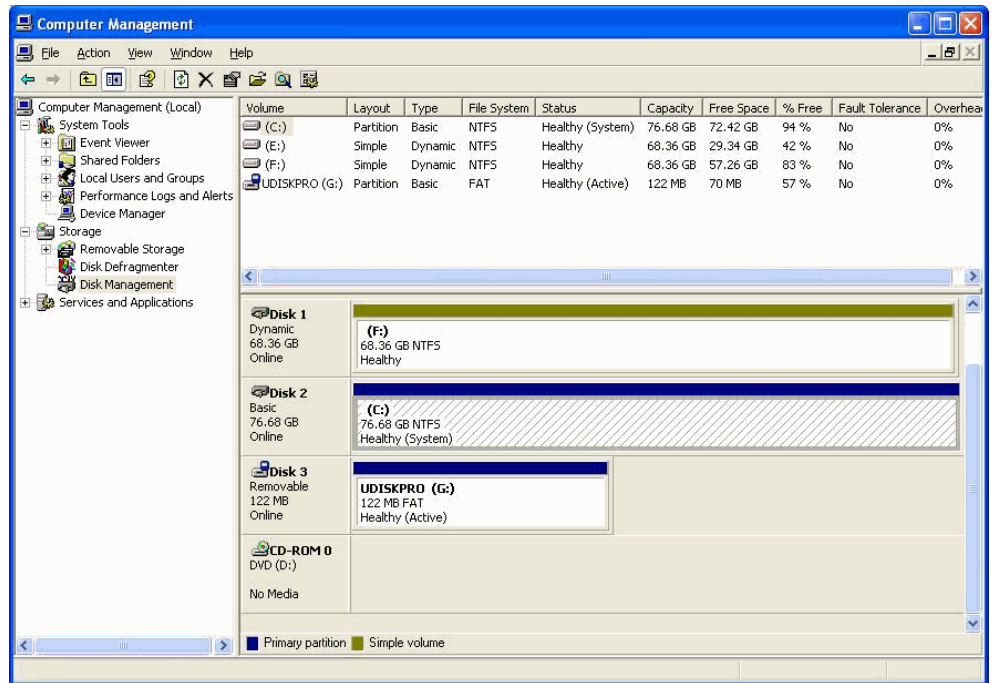 Computer Management
File Action View Window Help
Computer Management (Local)
System Tools
Event Viewer
Shared Folders
Local Users and Groups
Performance Logs and Alerts
Device Manager
Storage
Removable Storage
Disk Defragmenter
Disk Management
Services and Applications
Volume Layout Type File System Status Capacity Free Space % Free Fault Tolerance Overhea
(C:) Partition Basic NTFS Healthy (System) 76.68 GB 72.42 GB 94 % No 0%
(E:) Simple Dynamic NTFS Healthy 68.36 GB 29.34 GB 42 % No 0%
(F:) Simple Dynamic NTFS Healthy 68.36 GB 57.26 GB 83 % No 0%
UDISKPRO (G:) Partition Basic FAT Healthy (Active) 122 MB 70 MB 57 % No 0%
Disk 1
Dynamic
68.36 GB
Online
(F:)
68.36 GB NTFS
Healthy
Disk 2
Basic
76.68 GB
Online
(C:)
76.68 GB NTFS
Healthy (System)
Disk 3
Removable
122 MB
Online
UDISKPRO (G:)
122 MB FAT
Healthy (Active)
CD-ROM 0
DVD (D:)
No Media
Primary partition Simple volume